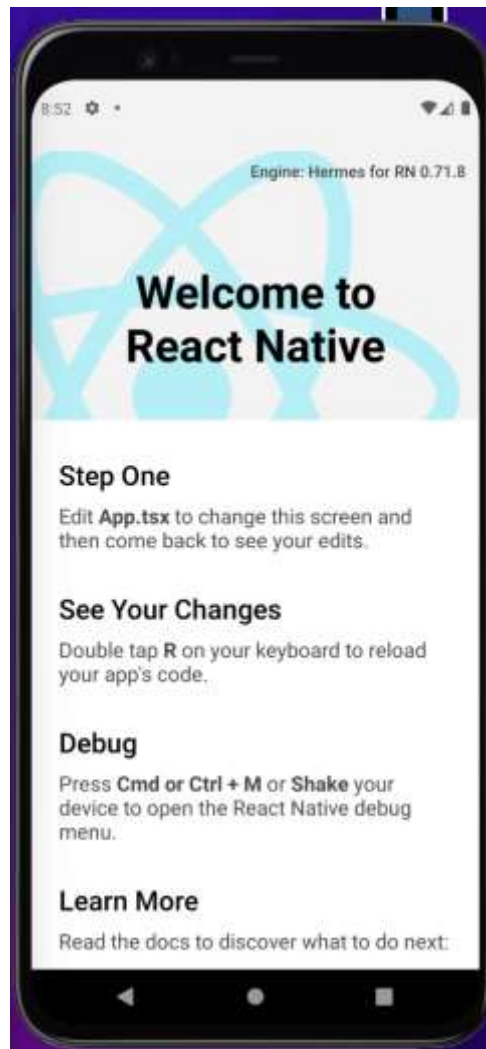 8:52
Engine: Hermes for RN 0.71.8
Welcome to
React Native
Step One
Edit App.tsx to change this screen and
then come back to see your edits.
See Your Changes
Double tap R on your keyboard to reload
your app's code.
Debug
Press Cmd or Ctrl + M or Shake your
device to open the React Native debug
menu.
Learn More
Read the docs to discover what to do next: